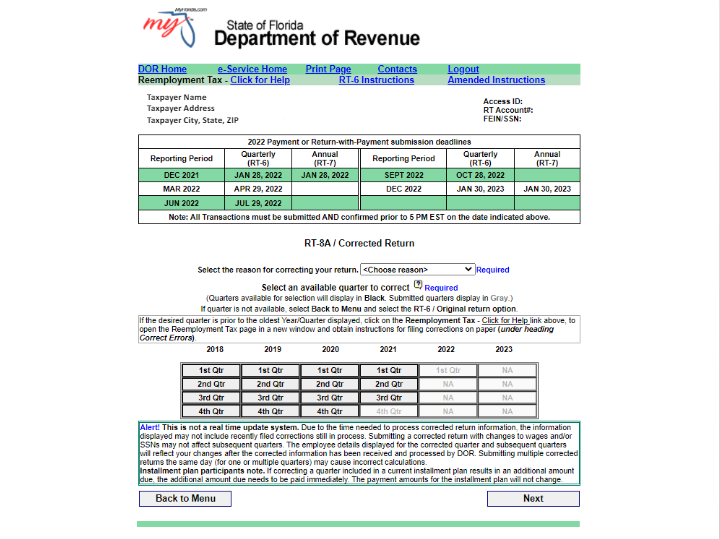 MyFlorida.com
my
State of Florida
Department of Revenue
DOR Home e-Service Home Print Page Contacts Logout
Reemployment Tax - Click for Help RT-6 Instructions Amended Instructions
Taxpayer Name
Taxpayer Address
Taxpayer City, State, ZIP
Access ID:
RT Account#:
FEIN/SSN:
2022 Payment or Return-with-Payment submission deadlines
Reporting Period Quarterly (RT-6) Annual (RT-7) Reporting Period Quarterly (RT-6) Annual (RT-7)
DEC 2021 JAN 28, 2022 JAN 28, 2022 SEPT 2022 OCT 28, 2022
MAR 2022 APR 29, 2022 DEC 2022 JAN 30, 2023 JAN 30, 2023
JUN 2022 JUL 29, 2022
Note: All Transactions must be submitted AND confirmed prior to 5 PM EST on the date indicated above.
RT-8A / Corrected Return
Select the reason for correcting your return. <Choose reason> Required
Select an available quarter to correct ? Required
(Quarters available for selection will display in Black. Submitted quarters display in Gray.)
If quarter is not available, select Back to Menu and select the RT-6 / Original return option.
If the desired quarter is prior to the oldest Year/Quarter displayed, click on the Reemployment Tax - Click for Help link above, to
open the Reemployment Tax page in a new window and obtain instructions for filing corrections on paper (under heading
Correct Errors).
2018 2019 2020 2021 2022 2023
1st Qtr 1st Qtr 1st Qtr 1st Qtr 1st Qtr NA
2nd Qtr 2nd Qtr 2nd Qtr 2nd Qtr NA NA
3rd Qtr 3rd Qtr 3rd Qtr 3rd Qtr NA NA
4th Qtr 4th Qtr 4th Qtr 4th Qtr NA NA
Alert! This is not a real time update system. Due to the time needed to process corrected return information, the information
displayed may not include recently filed corrections still in process. Submitting a corrected return with changes to wages and/or
SSNs may not affect subsequent quarters. The employee details displayed for the corrected quarter and subsequent quarters
will reflect your changes after the corrected information has been received and processed by DOR. Submitting multiple corrected
returns the same day (for one or multiple quarters) may cause incorrect calculations.
Installment plan participants note. If correcting a quarter included in a current installment plan results in an additional amount
due, the additional amount due needs to be paid immediately. The payment amounts for the installment plan will not change.
Back to Menu Next